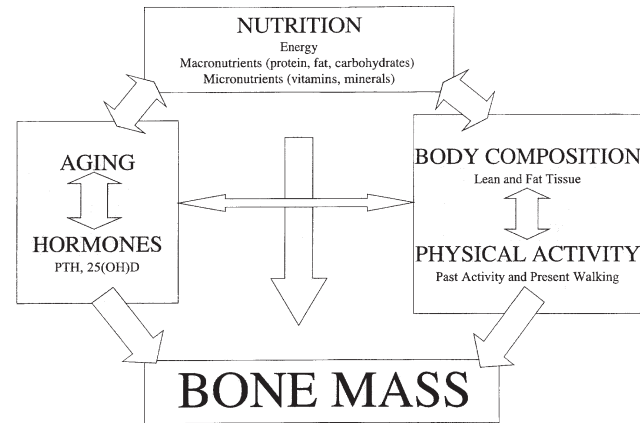 NUTRITION
Energy
Macronutrients (protein, fat, carbohydrates)
Micronutrients (vitamins, minerals)
AGING
HORMONES
PTH, 25(OH)D
BODY COMPOSITION
Lean and Fat Tissue
PHYSICAL ACTIVITY
Past Activity and Present Walking
BONE MASS